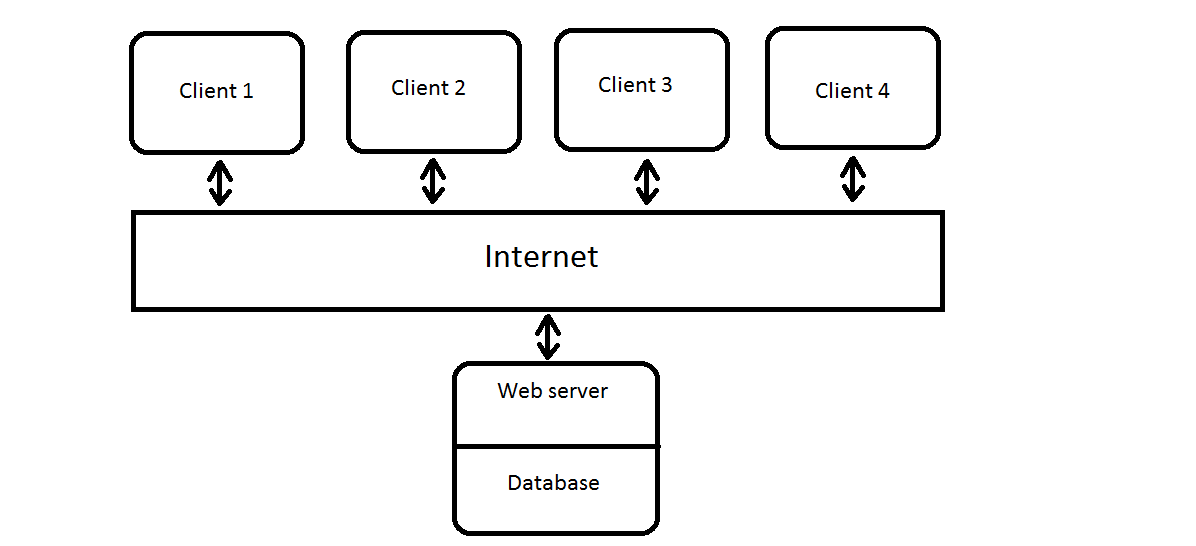 Client 1
Client 2
Client 3
Client 4
Internet
Web server
Database